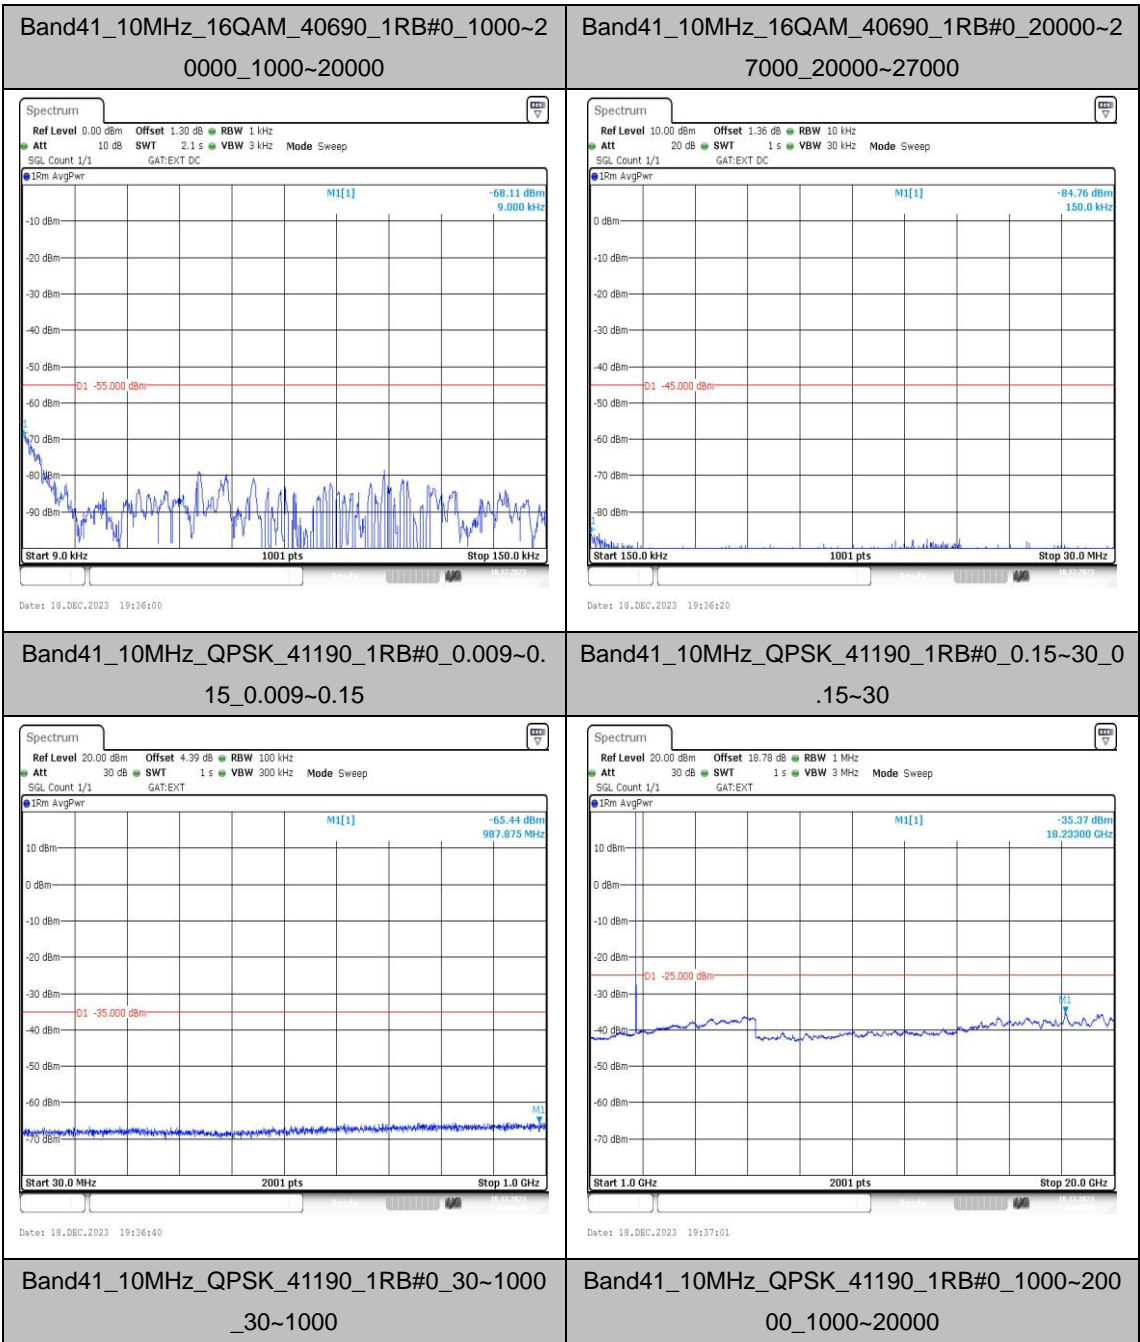 Band41_10MHz_16QAM_40690_1RB#0_1000~2
0000_1000~20000
Band41_10MHz_16QAM_40690_1RB#0_20000~2
7000_20000~27000
Spectrum
Ref Level 0.00 dBm Offset 1.30 dB RBW 1 kHz
Att 10 dB SWT 2.1 s VBW 3 kHz Mode Sweep
SGL Count 1/1 GAT:EXT DC
1Rm AvgPwr
M1[1] -68.11 dBm
9.000 kHz
-10 dBm
-20 dBm
-30 dBm
-40 dBm
-50 dBm
D1 -55.000 dBm
-60 dBm
1
-70 dBm
-80 dBm
-90 dBm
Start 9.0 kHz 1001 pts Stop 150.0 kHz
Date: 18.DEC.2023 19:36:00
Spectrum
Ref Level 10.00 dBm Offset 1.36 dB RBW 10 kHz
Att 20 dB SWT 1 s VBW 30 kHz Mode Sweep
SGL Count 1/1 GAT:EXT DC
1Rm AvgPwr
M1[1] -84.76 dBm
150.0 kHz
0 dBm
-10 dBm
-20 dBm
-30 dBm
-40 dBm
D1 -45.000 dBm
-50 dBm
-60 dBm
-70 dBm
-80 dBm
1
Start 150.0 kHz 1001 pts Stop 30.0 MHz
Date: 18.DEC.2023 19:36:20
Band41_10MHz_QPSK_41190_1RB#0_0.009~0.
15_0.009~0.15
Band41_10MHz_QPSK_41190_1RB#0_0.15~30_0
.15~30
Spectrum
Ref Level 20.00 dBm Offset 4.39 dB RBW 100 kHz
Att 30 dB SWT 1 s VBW 300 kHz Mode Sweep
SGL Count 1/1 GAT:EXT
1Rm AvgPwr
M1[1] -65.44 dBm
987.875 MHz
10 dBm
0 dBm
-10 dBm
-20 dBm
-30 dBm
D1 -35.000 dBm
-40 dBm
-50 dBm
-60 dBm
M1
-70 dBm
Start 30.0 MHz 2001 pts Stop 1.0 GHz
Date: 18.DEC.2023 19:36:40
Spectrum
Ref Level 20.00 dBm Offset 18.78 dB RBW 1 MHz
Att 30 dB SWT 1 s VBW 3 MHz Mode Sweep
SGL Count 1/1 GAT:EXT
1Rm AvgPwr
M1[1] -35.37 dBm
18.23300 GHz
10 dBm
0 dBm
-10 dBm
-20 dBm
D1 -25.000 dBm
-30 dBm
M1
-40 dBm
-50 dBm
-60 dBm
-70 dBm
Start 1.0 GHz 2001 pts Stop 20.0 GHz
Date: 18.DEC.2023 19:37:01
Band41_10MHz_QPSK_41190_1RB#0_30~1000
_30~1000
Band41_10MHz_QPSK_41190_1RB#0_1000~200
00_1000~20000